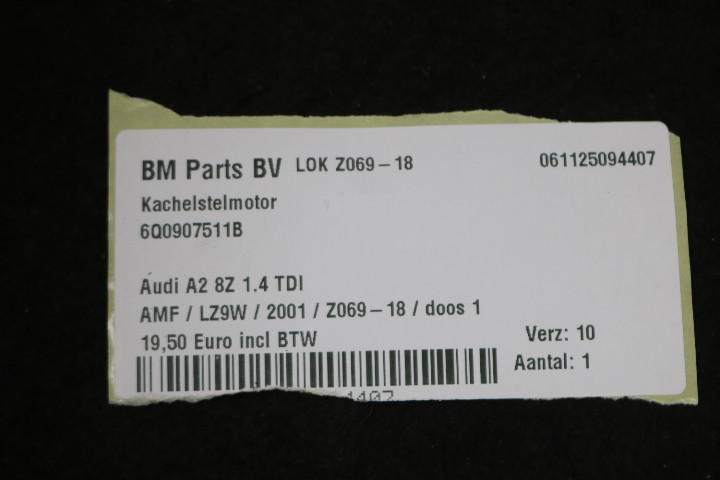 BM Parts BV LOK Z069-18 061125094407
Kachelstelmotor
6Q0907511B
Audi A2 8Z 1.4 TDI
AMF / LZ9W / 2001 / Z069-18 / doos 1
19,50 Euro incl BTW Verz: 10
Aantal: 1